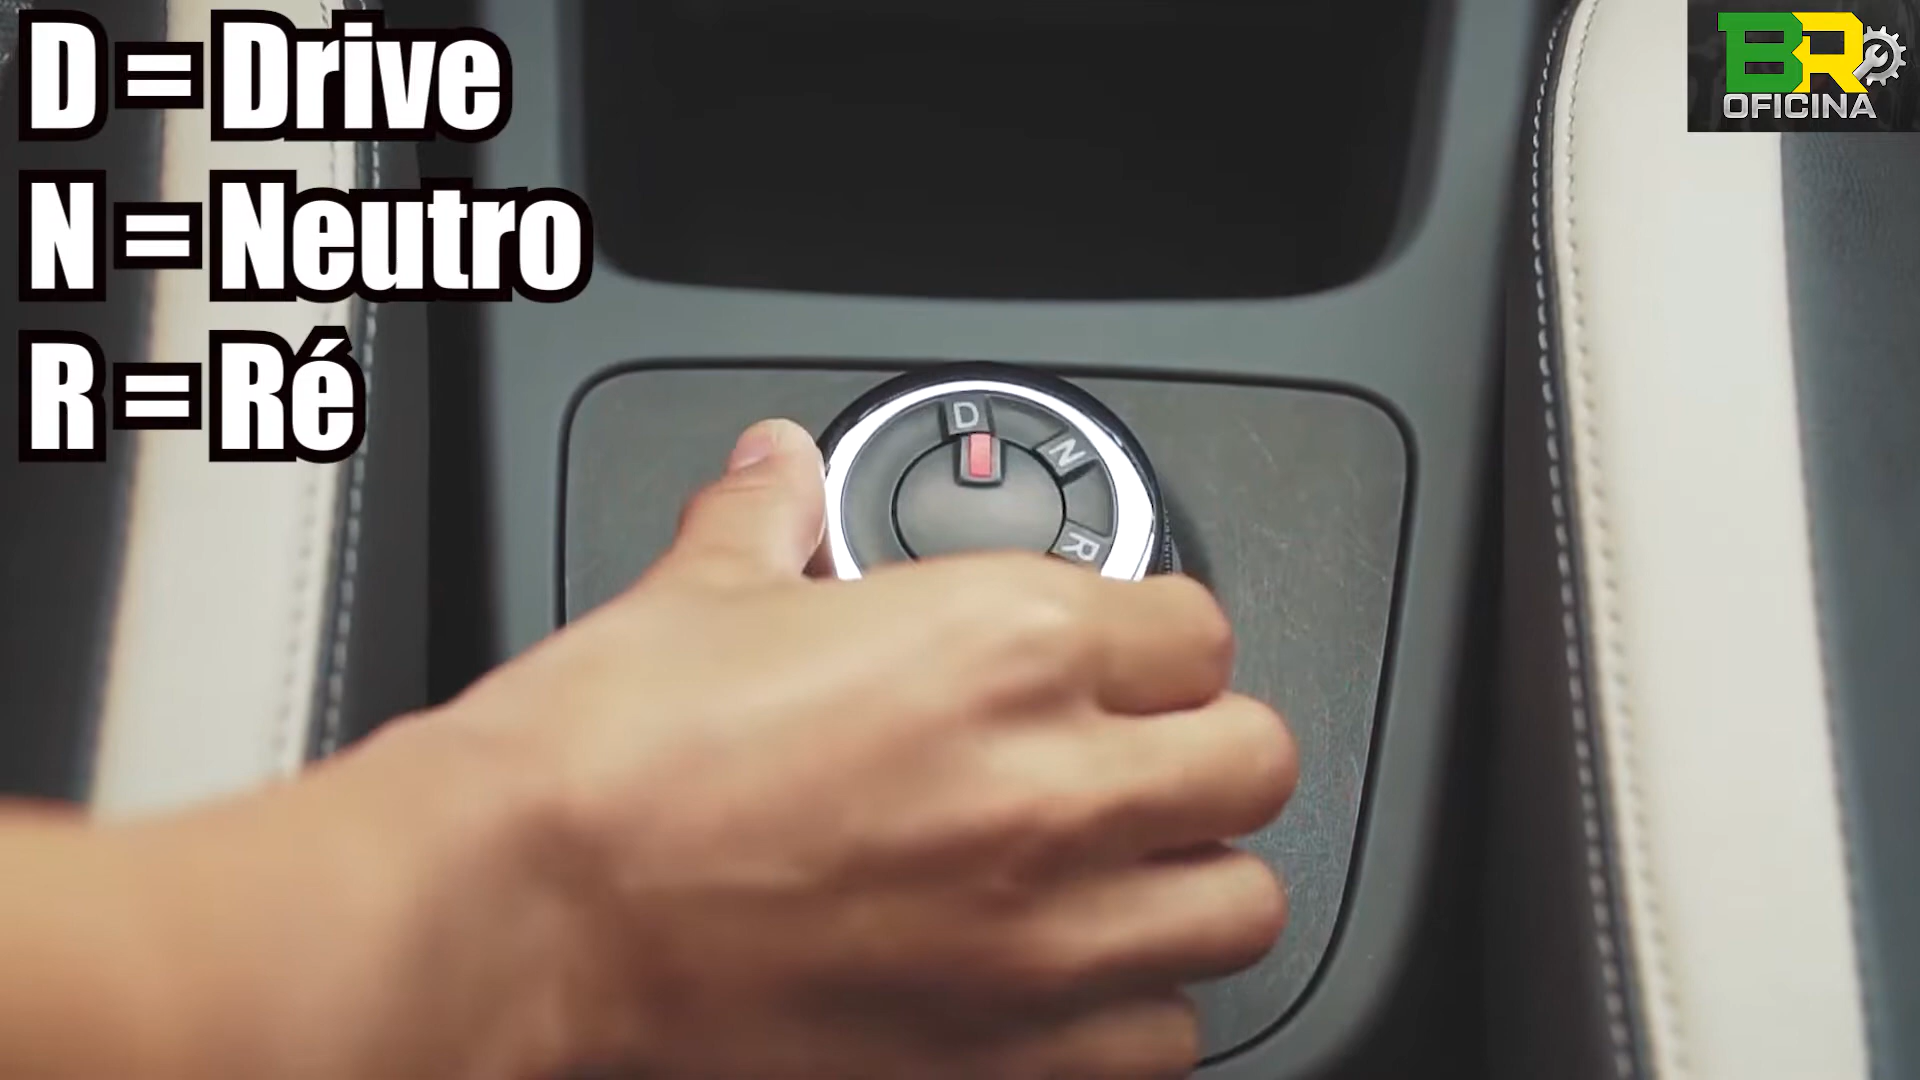 D = Drive
N = Neutro
R = Ré
BR
OFICINA
D
N
R